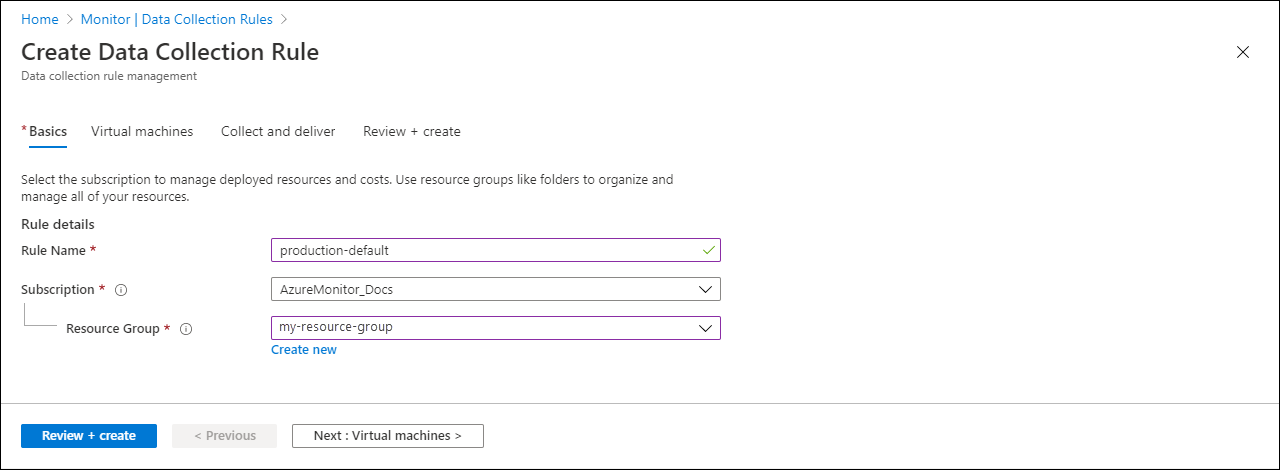 Home > Monitor | Data Collection Rules >
Create Data Collection Rule
Data collection rule management
* Basics Virtual machines Collect and deliver Review + create
Select the subscription to manage deployed resources and costs. Use resource groups like folders to organize and
manage all of your resources.
Rule details
Rule Name * production-default
Subscription * AzureMonitor_Docs
Resource Group * my-resource-group
Create new
Review + create < Previous Next : Virtual machines >